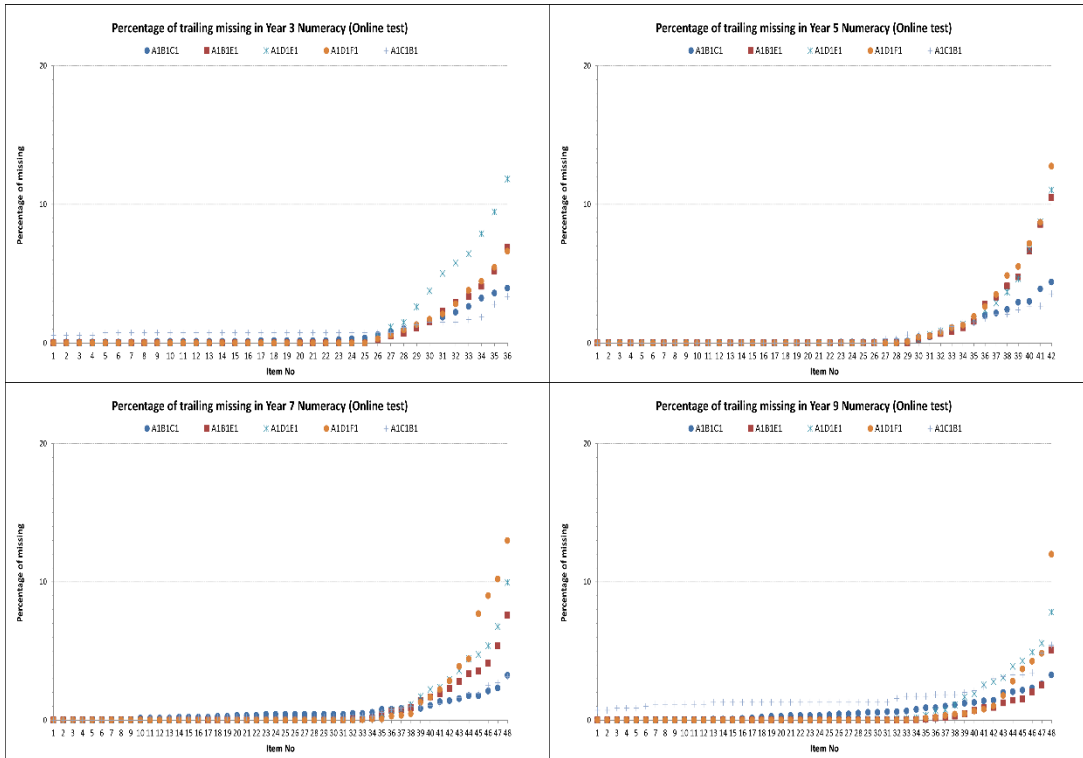 Percentage of trailing missing in Year 3 Numeracy (Online test)
A1B1C1 A1B1E1 A1D1E1 A1D1F1 A1C1B1
20
10
0
Percentage of missing
1 2 3 4 5 6 7 8 9 10 11 12 13 14 15 16 17 18 19 20 21 22 23 24 25 26 27 28 29 30 31 32 33 34 35 36
Item No
Percentage of trailing missing in Year 5 Numeracy (Online test)
A1B1C1 A1B1E1 A1D1E1 A1D1F1 A1C1B1
20
10
0
Percentage of missing
1 2 3 4 5 6 7 8 9 10 11 12 13 14 15 16 17 18 19 20 21 22 23 24 25 26 27 28 29 30 31 32 33 34 35 36 37 38 39 40 41 42
Item No
Percentage of trailing missing in Year 7 Numeracy (Online test)
A1B1C1 A1B1E1 A1D1E1 A1D1F1 A1C1B1
20
10
0
Percentage of missing
1 2 3 4 5 6 7 8 9 10 11 12 13 14 15 16 17 18 19 20 21 22 23 24 25 26 27 28 29 30 31 32 33 34 35 36 37 38 39 40 41 42 43 44 45 46 47 48
Item No
Percentage of trailing missing in Year 9 Numeracy (Online test)
A1B1C1 A1B1E1 A1D1E1 A1D1F1 A1C1B1
20
10
0
Percentage of missing
1 2 3 4 5 6 7 8 9 10 11 12 13 14 15 16 17 18 19 20 21 22 23 24 25 26 27 28 29 30 31 32 33 34 35 36 37 38 39 40 41 42 43 44 45 46 47 48
Item No